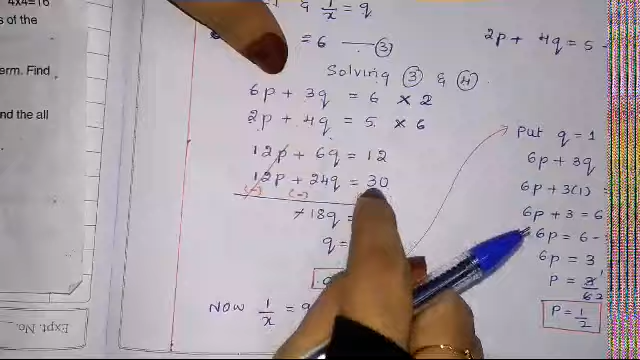 4x4=16
s of the
erm. Find
nd the all
Expt. No.
& 1/x = q
= 6 —— ③
Solving ③ & ④
6p + 3q = 6 × 2
2p + 4q = 5 × 6
12p + 6q = 12
12p + 24q = 30
(-) (-)
-18q =
q =
NOW 1/x = q
2p + 4q = 5
Put q = 1
6p + 3q
6p + 3(1) =
6p + 3 = 6
6p = 6 -
6p = 3
P = 3/6
P = 1/2